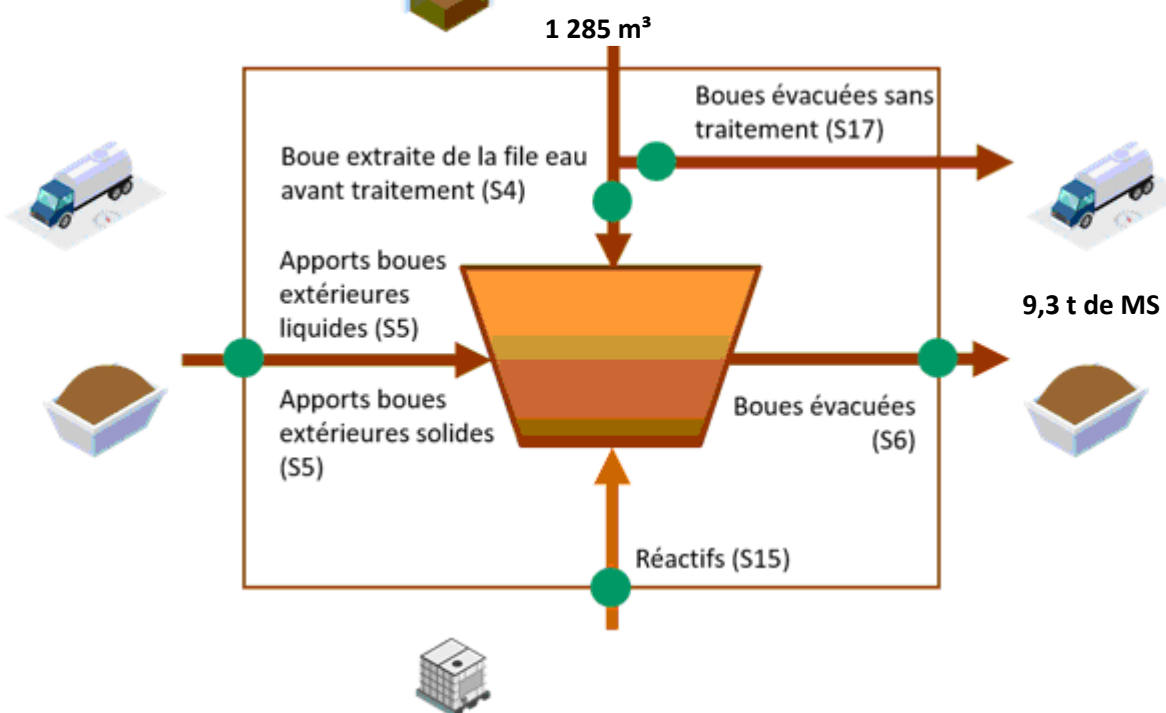 1 285 m³
Boues évacuées sans
traitement (S17)
Boue extraite de la file eau
avant traitement (S4)
Apports boues
extérieures
liquides (S5)
9,3 t de MS
Apports boues
extérieures solides
(S5)
Boues évacuées
(S6)
Réactifs (S15)